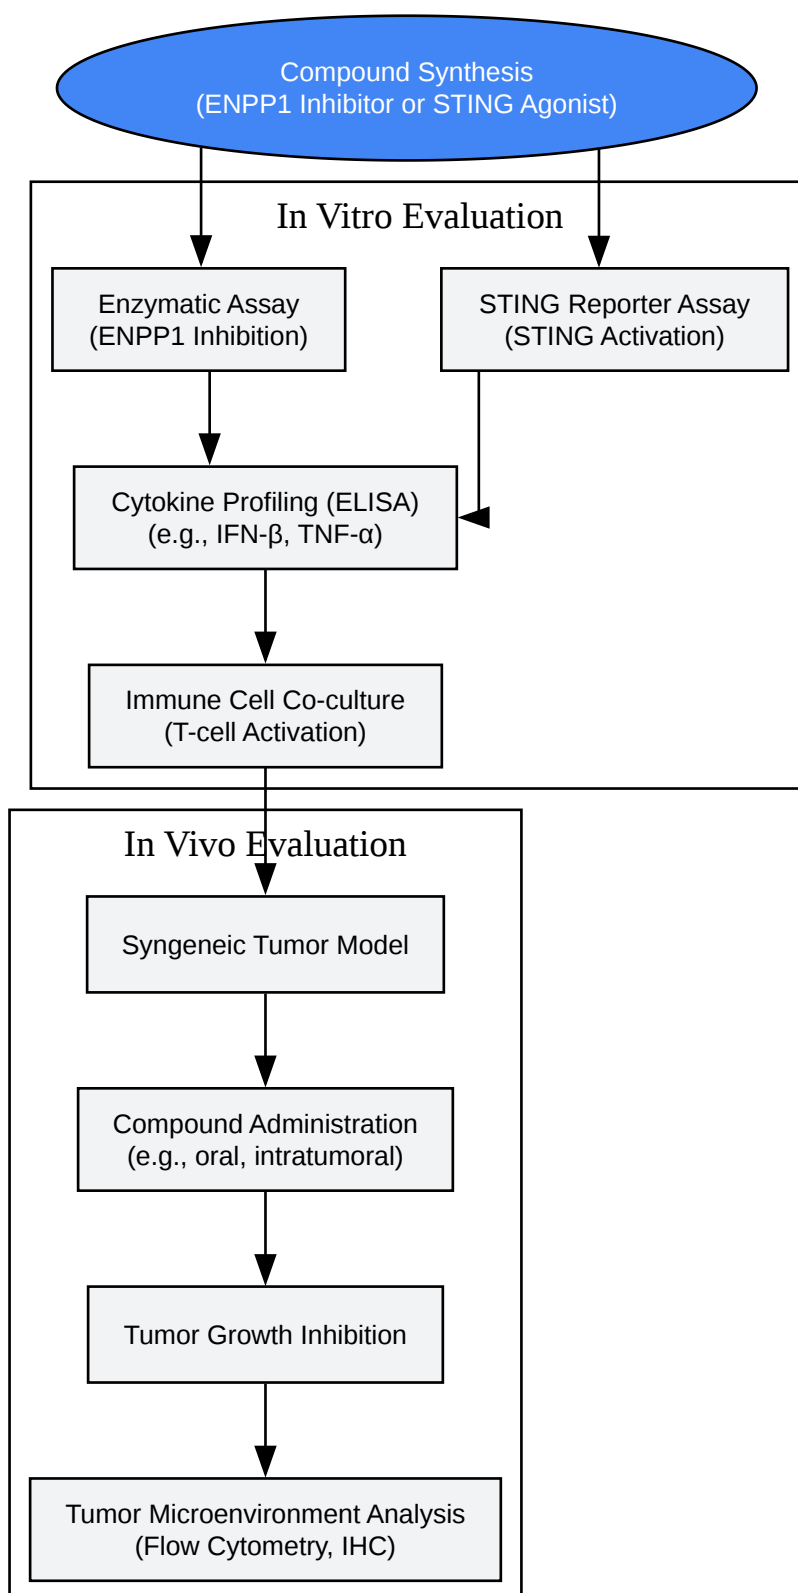 Compound Synthesis
(ENPP1 Inhibitor or STING Agonist)
In Vitro Evaluation
Enzymatic Assay
(ENPP1 Inhibition)
STING Reporter Assay
(STING Activation)
Cytokine Profiling (ELISA)
(e.g., IFN-β, TNF-α)
Immune Cell Co-culture
(T-cell Activation)
In Vivo Evaluation
Syngeneic Tumor Model
Compound Administration
(e.g., oral, intratumoral)
Tumor Growth Inhibition
Tumor Microenvironment Analysis
(Flow Cytometry, IHC)